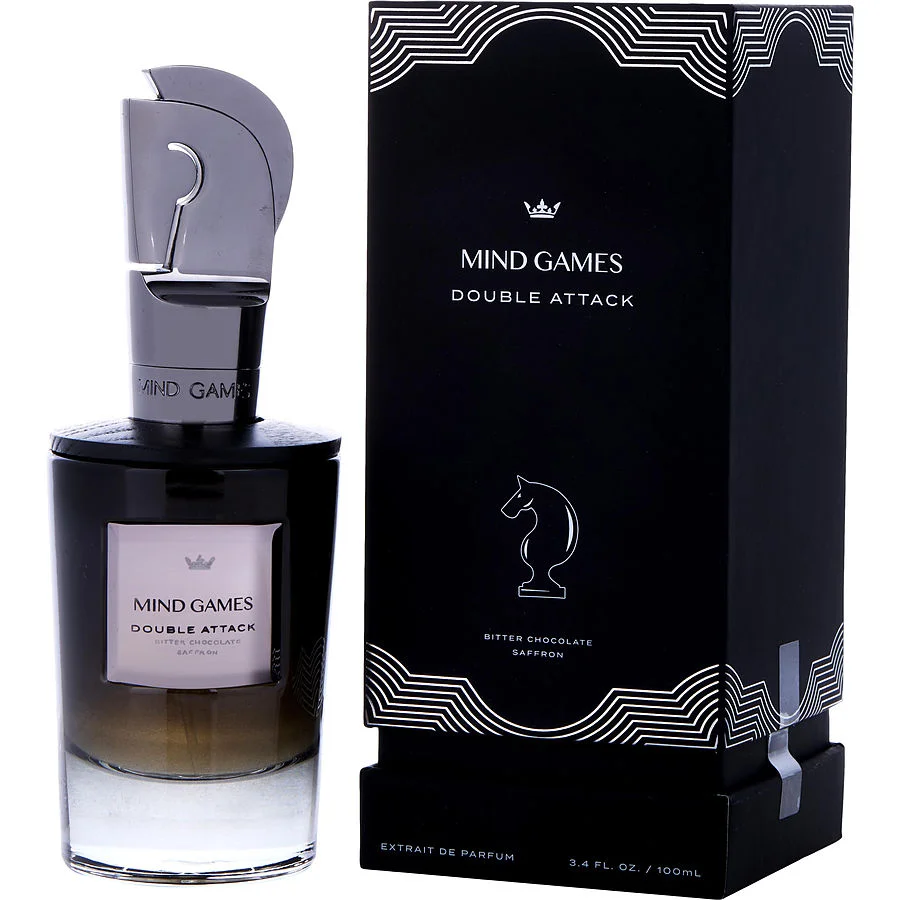 MIND GAMES
DOUBLE ATTACK
BITTER CHOCOLATE
SAFFRON
EXTRAIT DE PARFUM
3.4 FL. OZ. / 100mL
MIND GAMES
MIND GAMES
DOUBLE ATTACK
BITTER CHOCOLATE
SAFFRON